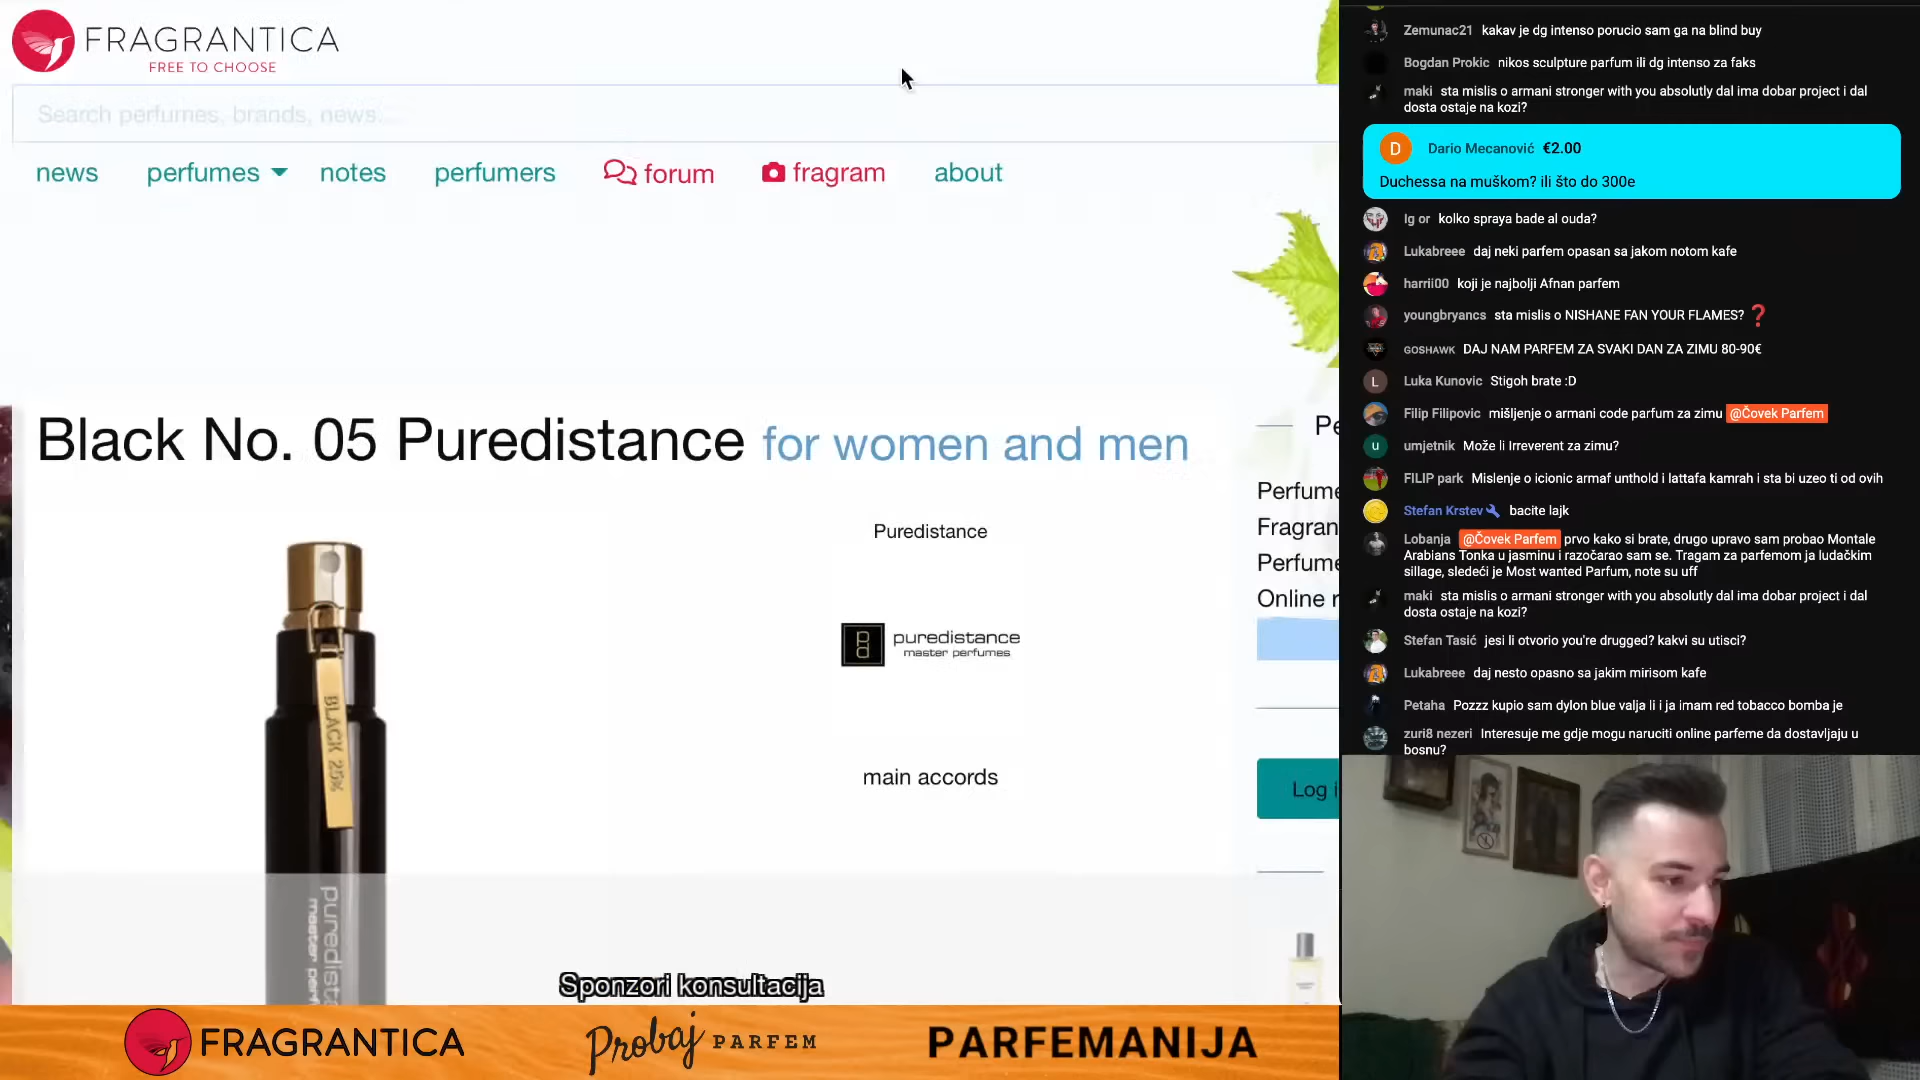 FRAGRANTICA
FREE TO CHOOSE
Search perfumes, brands, news...
news perfumes notes perfumers forum fragram about
Black No. 05 Puredistance for women and men
Puredistance
puredistance
master perfumes
main accords
BLACK 25%
puredista
master perf
Pe
Perfume
Fragran
Perfume
Online r
Log i
Sponzori konsultacija
FRAGRANTICA
Probaj PARFEM
PARFEMANIJA
Zemunac21 kakav je dg intenso porucio sam ga na blind buy
Bogdan Prokic nikos sculpture parfum ili dg intenso za faks
maki sta mislis o armani stronger with you absolutly dal ima dobar project i dal
dosta ostaje na kozi?
D Dario Mecanović €2.00
Duchessa na muškom? ili što do 300e
Ig or kolko spraya bade al ouda?
Lukabreee daj neki parfem opasan sa jakom notom kafe
harrii00 koji je najbolji Afnan parfem
youngbryancs sta mislis o NISHANE FAN YOUR FLAMES? ❓
GOSHAWK DAJ NAM PARFEM ZA SVAKI DAN ZA ZIMU 80-90€
L Luka Kunovic Stigoh brate :D
Filip Filipovic mišljenje o armani code parfum za zimu @Čovek Parfem
u umjetnik Može li Irreverent za zimu?
FILIP park Mislenje o icionic armaf unthold i lattafa kamrah i sta bi uzeo ti od ovih
Stefan Krstev bacite lajk
Lobanja @Čovek Parfem prvo kako si brate, drugo upravo sam probao Montale
Arabians Tonka u jasminu i razočarao sam se. Tragam za parfemom ja ludačkim
sillage, sledeći je Most wanted Parfum, note su uff
maki sta mislis o armani stronger with you absolutly dal ima dobar project i dal
dosta ostaje na kozi?
Stefan Tasić jesi li otvorio you're drugged? kakvi su utisci?
Lukabreee daj nesto opasno sa jakim mirisom kafe
Petaha Pozzz kupio sam dylon blue valja li i ja imam red tobacco bomba je
zuri8 nezeri Interesuje me gdje mogu naruciti online parfeme da dostavljaju u
bosnu?